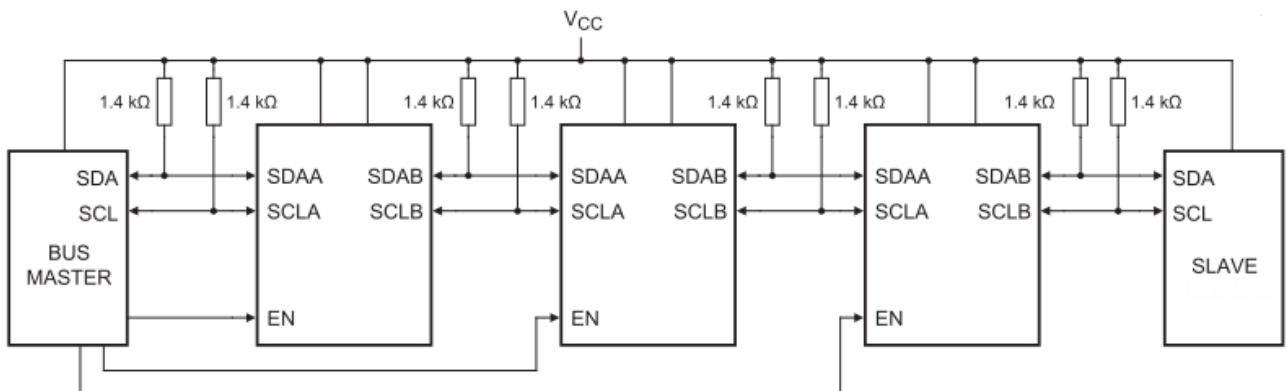 VCC
1.4 kΩ 1.4 kΩ 1.4 kΩ 1.4 kΩ 1.4 kΩ 1.4 kΩ 1.4 kΩ 1.4 kΩ
SDA SDAA SDAB SDAA SDAB SDAA SDAB SDA
SCL SCLA SCLB SCLA SCLB SCLA SCLB SCL
BUS
MASTER
SLAVE
EN EN EN